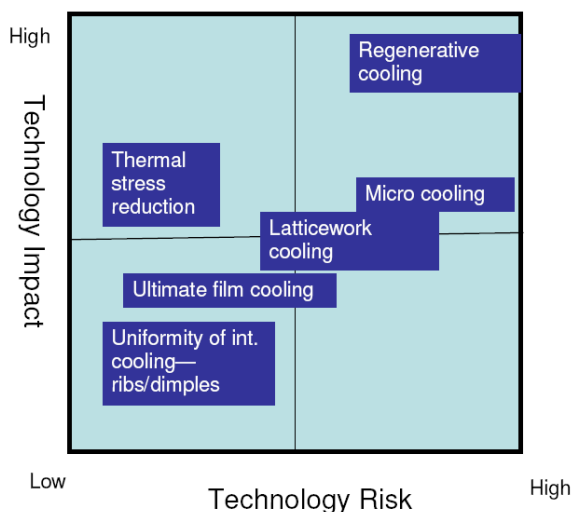 High
Technology Impact
Regenerative
cooling
Thermal
stress
reduction
Micro cooling
Latticework
cooling
Ultimate film cooling
Uniformity of int.
cooling—
ribs/dimples
Low
Technology Risk
High